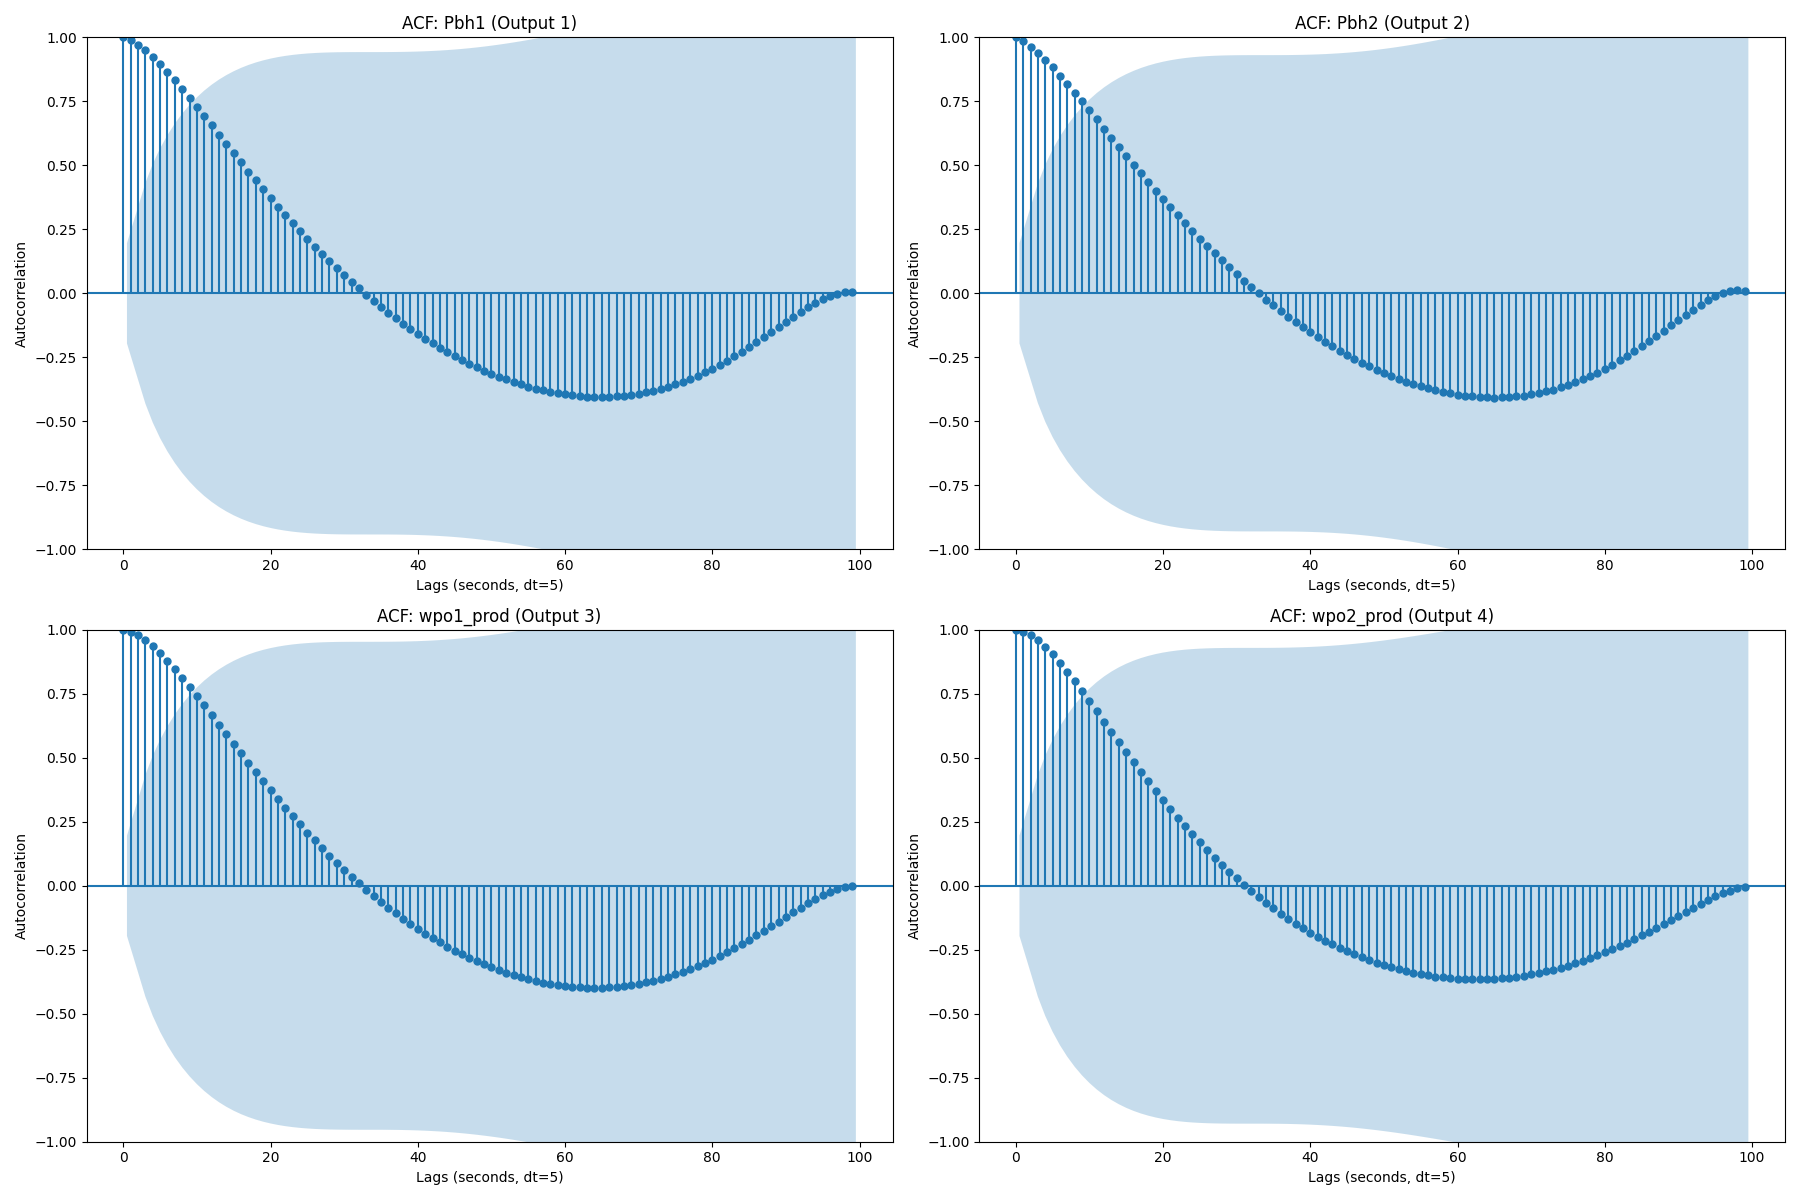 ACF: Pbh1 (Output 1)
1.00
0.75
0.50
0.25
0.00
−0.25
−0.50
−0.75
−1.00
Autocorrelation
0 20 40 60 80 100
Lags (seconds, dt=5)
ACF: Pbh2 (Output 2)
1.00
0.75
0.50
0.25
0.00
−0.25
−0.50
−0.75
−1.00
Autocorrelation
0 20 40 60 80 100
Lags (seconds, dt=5)
ACF: wpo1_prod (Output 3)
1.00
0.75
0.50
0.25
0.00
−0.25
−0.50
−0.75
−1.00
Autocorrelation
0 20 40 60 80 100
Lags (seconds, dt=5)
ACF: wpo2_prod (Output 4)
1.00
0.75
0.50
0.25
0.00
−0.25
−0.50
−0.75
−1.00
Autocorrelation
0 20 40 60 80 100
Lags (seconds, dt=5)